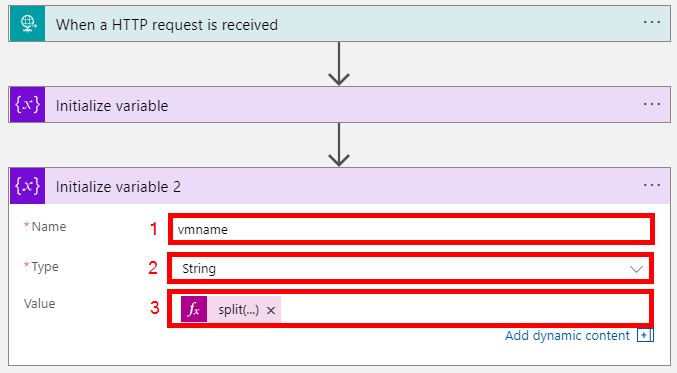 When a HTTP request is received ...
{x} Initialize variable ...
{x} Initialize variable 2 ...
* Name 1 vmname
* Type 2 String
Value 3 fx split(...) ×
Add dynamic content